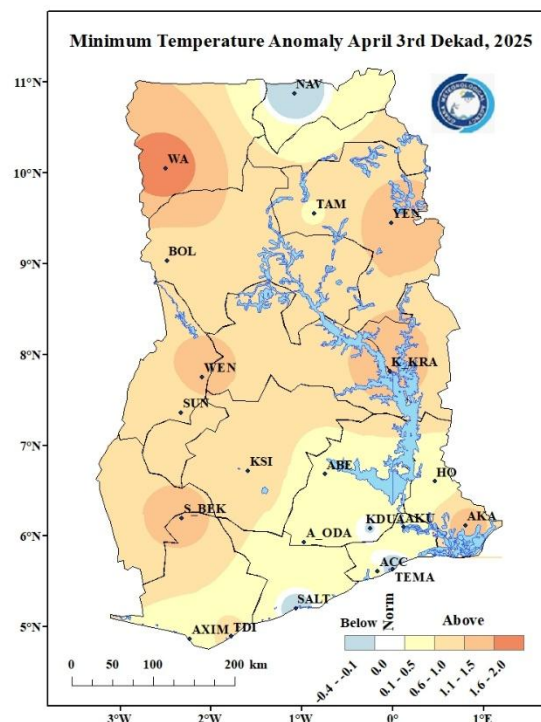 Minimum Temperature Anomaly April 3rd Dekad, 2025
11°N
NAV
10°N
WA
TAM
YEN
BOL
9°N
8°N
WEN
K_KRA
SUN
7°N
KSI
ABE
HO
S_BEK
6°N
A_ODA
KDUA
AKU
AKA
ACC
TEMA
SALT
5°N
AXIM
TDI
Below
Norm
Above
-0.4 - -0.1
0.0
0.1 - 0.5
0.6 - 1.0
1.1 - 1.5
1.6 - 2.0
0 50 100 200 km
3°W 2°W 1°W 0° 1°E